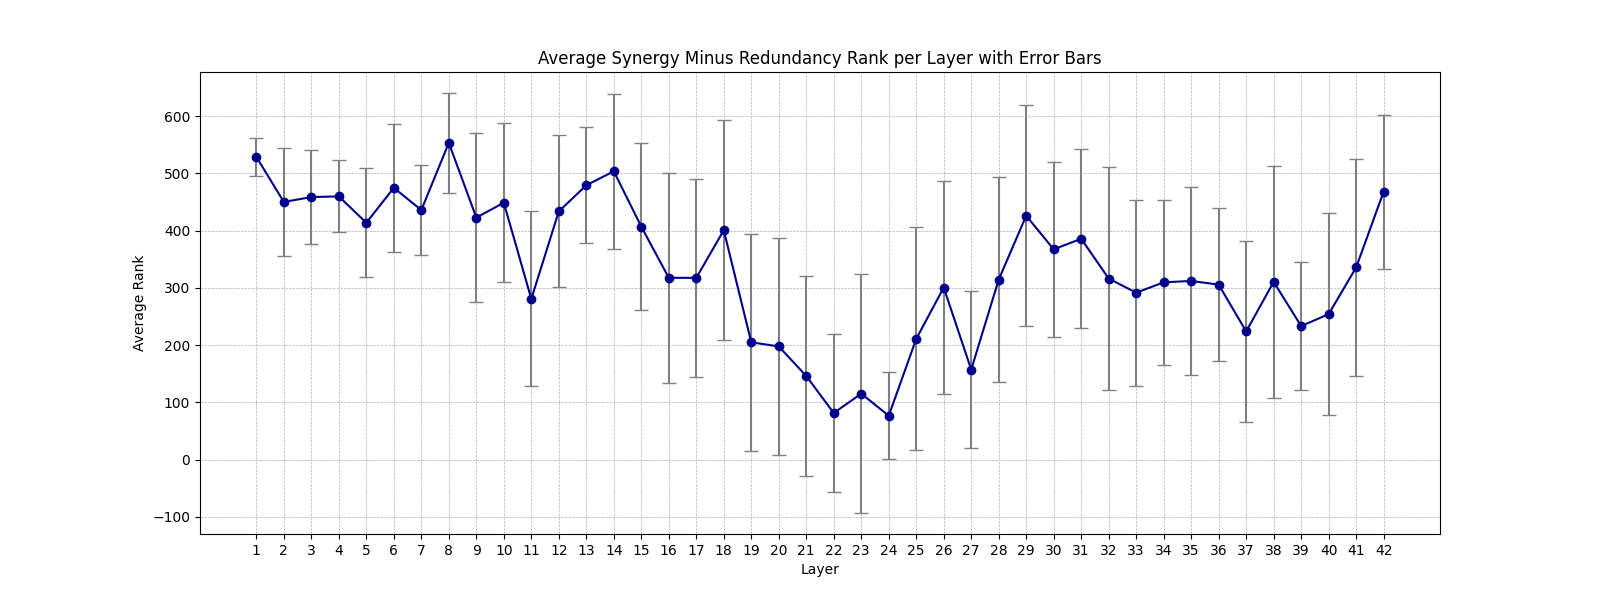 Average Synergy Minus Redundancy Rank per Layer with Error Bars
Average Rank
600
500
400
300
200
100
0
−100
1 2 3 4 5 6 7 8 9 10 11 12 13 14 15 16 17 18 19 20 21 22 23 24 25 26 27 28 29 30 31 32 33 34 35 36 37 38 39 40 41 42
Layer